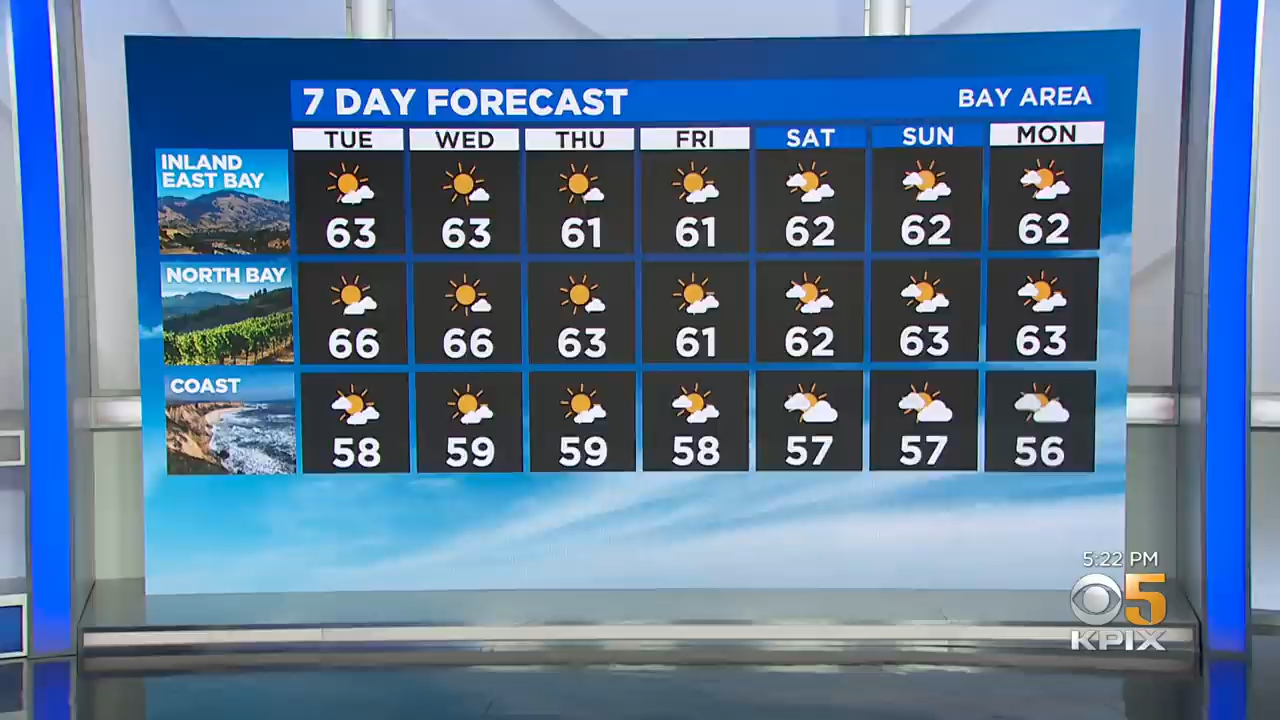 7 DAY FORECAST BAY AREA
TUE WED THU FRI SAT SUN MON
INLAND
EAST BAY
63 63 61 61 62 62 62
NORTH BAY
66 66 63 61 62 63 63
COAST
58 59 59 58 57 57 56
5:22 PM
5
KPIX